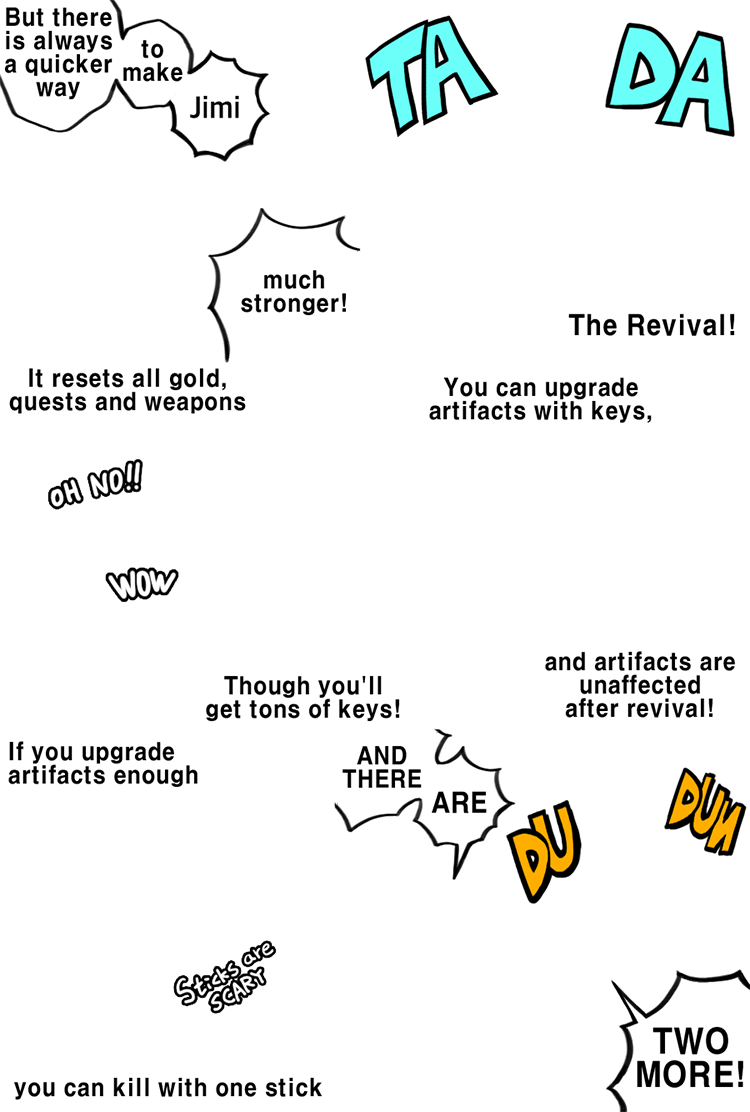 But there
is always
a quicker
way
to
make
Jimi
TA
DA
much
stronger!
The Revival!
It resets all gold,
quests and weapons
You can upgrade
artifacts with keys,
OH NO!!
WOW
Though you'll
get tons of keys!
and artifacts are
unaffected
after revival!
If you upgrade
artifacts enough
AND
THERE
ARE
DU
DUN
Sticks are
SCARY
TWO
MORE!
you can kill with one stick